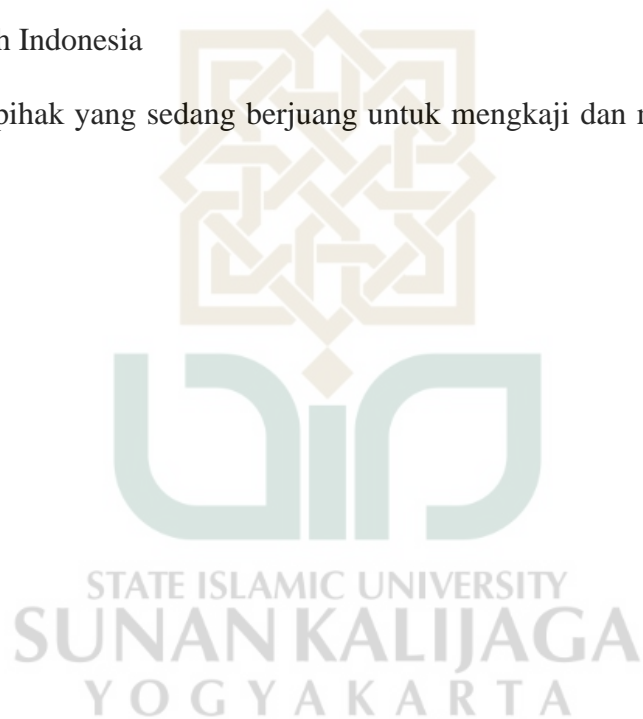 n Indonesia
pihak yang sedang berjuang untuk mengkaji dan
STATE ISLAMIC UNIVERSITY
SUNAN KALIJAGA
YOGYAKARTA